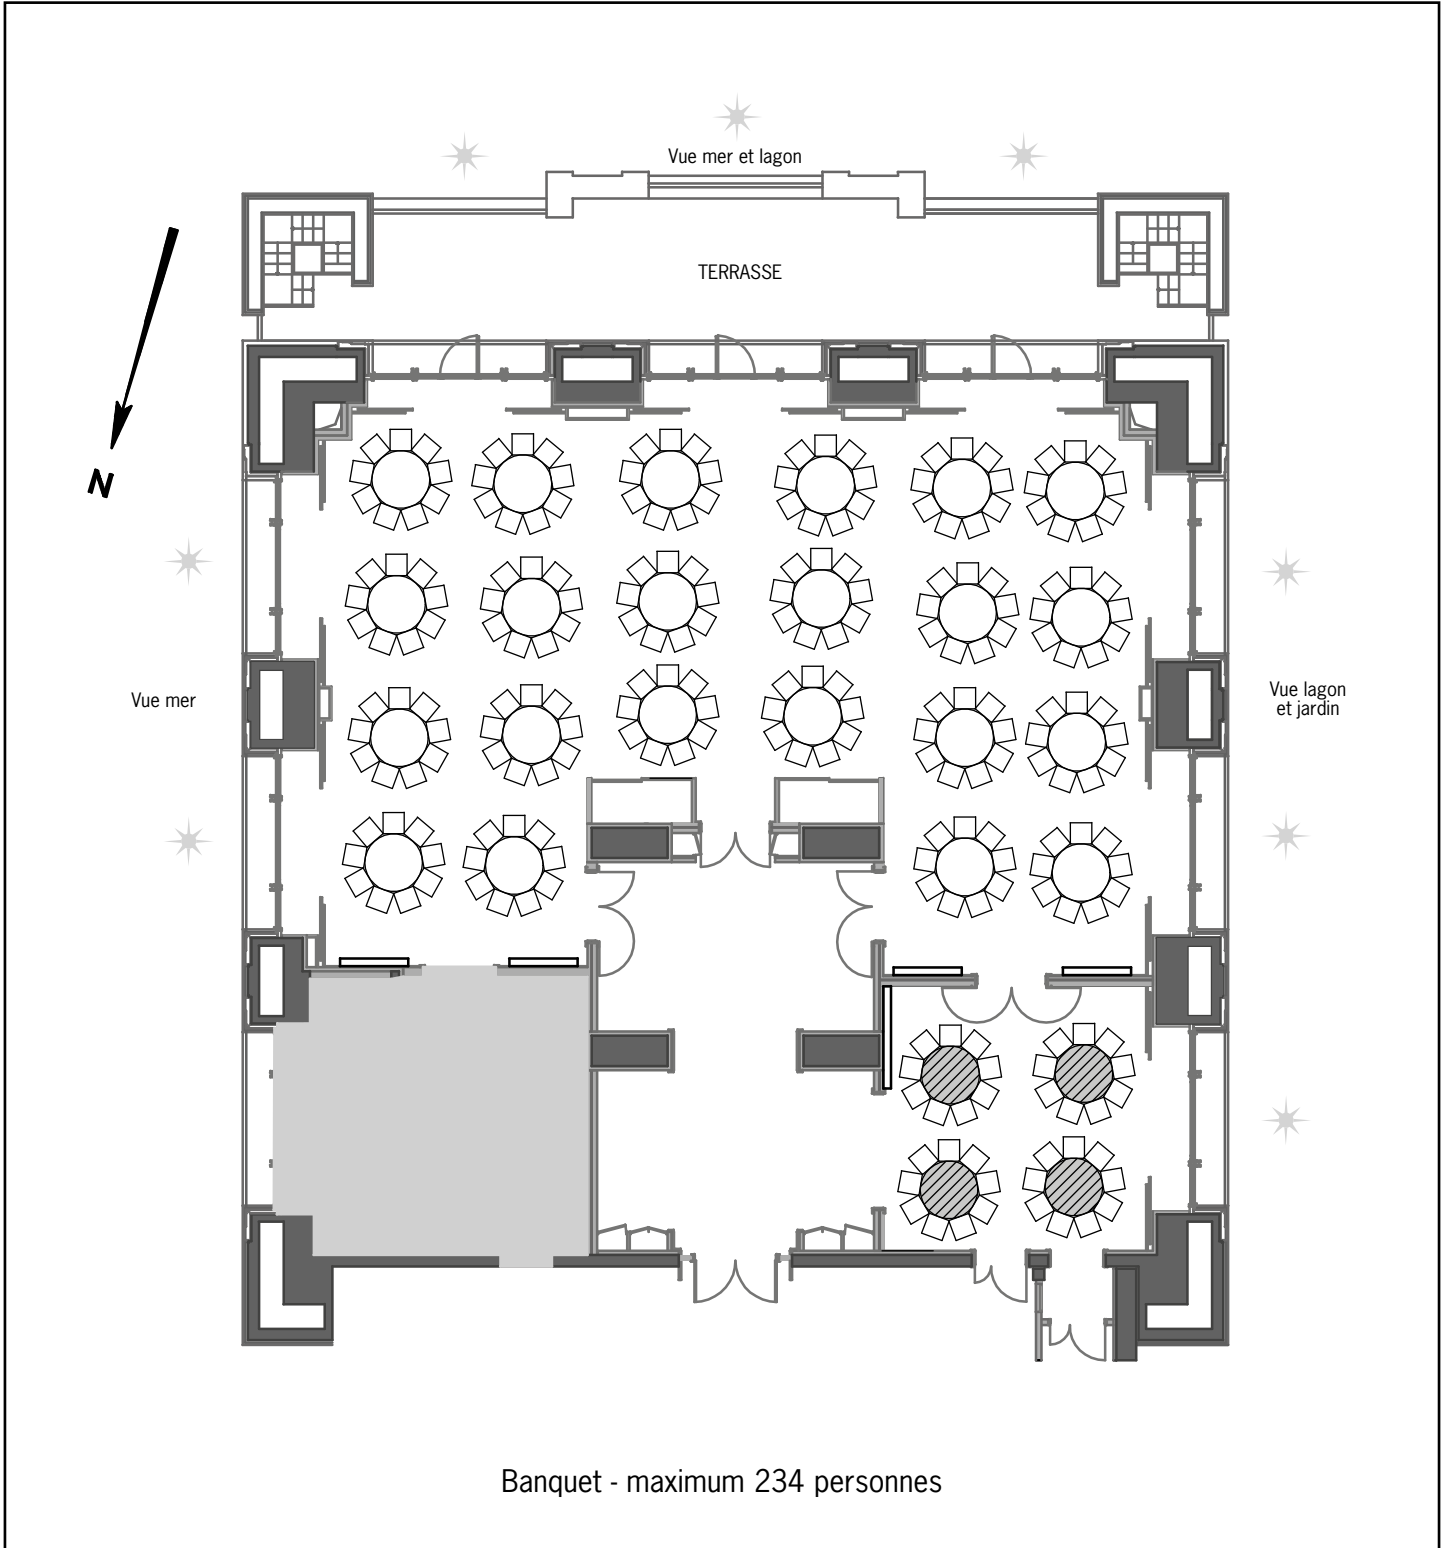 Vue mer et lagon
TERRASSE
N
Vue mer
Vue lagon
et jardin
Banquet - maximum 234 personnes